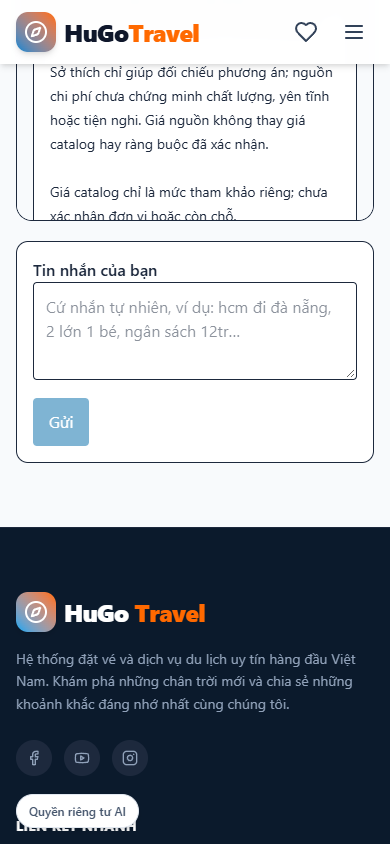 HuGoTravel
Sở thích chỉ giúp đối chiếu phương án; nguồn
chi phí chưa chứng minh chất lượng, yên tĩnh
hoặc tiện nghi. Giá nguồn không thay giá
catalog hay ràng buộc đã xác nhận.
Giá catalog chỉ là mức tham khảo riêng; chưa
xác nhận đơn vị hoặc còn chỗ.
Tin nhắn của bạn
Cứ nhắn tự nhiên, ví dụ: hcm đi đà nẵng,
2 lớn 1 bé, ngân sách 12tr...
Gửi
HuGo Travel
Hệ thống đặt vé và dịch vụ du lịch uy tín hàng đầu Việt
Nam. Khám phá những chân trời mới và chia sẻ những
khoảnh khắc đáng nhớ nhất cùng chúng tôi.
Quyền riêng tư AI
LIÊN KẾT NHANH